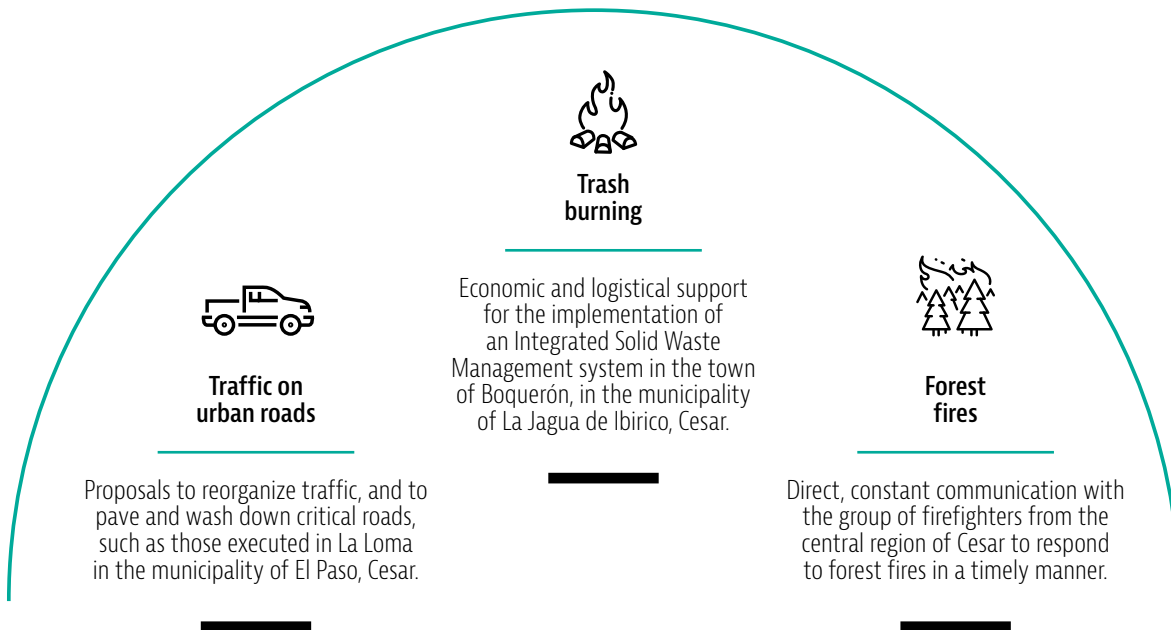 Trash
burning
Economic and logistical support
for the implementation of
an Integrated Solid Waste
Management system in the town
of Boquerón, in the municipality
of La Jagua de Ibirico, Cesar.
Traffic on
urban roads
Proposals to reorganize traffic, and to
pave and wash down critical roads,
such as those executed in La Loma
in the municipality of El Paso, Cesar.
Forest
fires
Direct, constant communication with
the group of firefighters from the
central region of Cesar to respond
to forest fires in a timely manner.